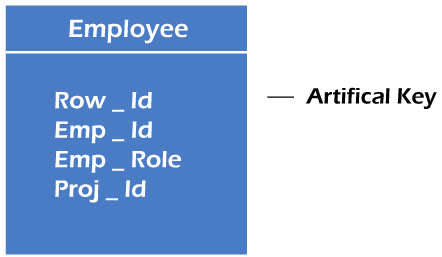 Employee
Row _ Id
Artifical Key
Emp _ Id
Emp _ Role
Proj _ Id